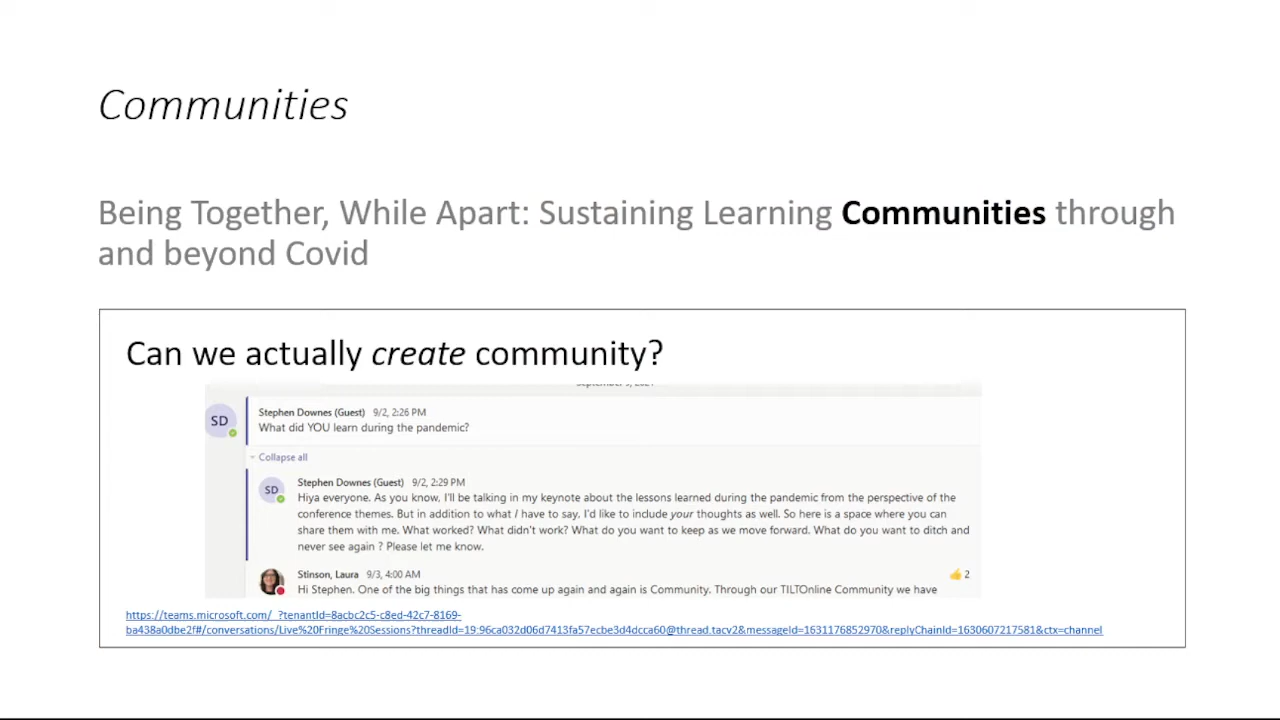 Communities
Being Together, While Apart: Sustaining Learning Communities through
and beyond Covid
Can we actually create community?
SD
Stephen Downes (Guest) 9/2, 2:26 PM
What did YOU learn during the pandemic?
Collapse all
SD
Stephen Downes (Guest) 9/2, 2:29 PM
Hiya everyone. As you know, I'll be talking in my keynote about the lessons learned during the pandemic from the perspective of the
conference themes. But in addition to what I have to say, I'd like to include your thoughts as well. So here is a space where you can
share them with me. What worked? What didn't work? What do you want to keep as we move forward. What do you want to ditch and
never see again ? Please let me know.
Stinson, Laura 9/3, 4:00 AM
👍 2
Hi Stephen. One of the big things that has come up again and again is Community. Through our TILTOnline Community we have
https://teams.microsoft.com/_?tenantId=8acbc2c5-c8ed-42c7-8169-
ba438a0dbe2f#/conversations/Live%20Fringe%20Sessions?threadId=19:96ca032d06d7413fa57ecbe3d4dcca60@thread.tacv2&messageId=1631176852970&replyChainId=1630607217581&ctx=channel